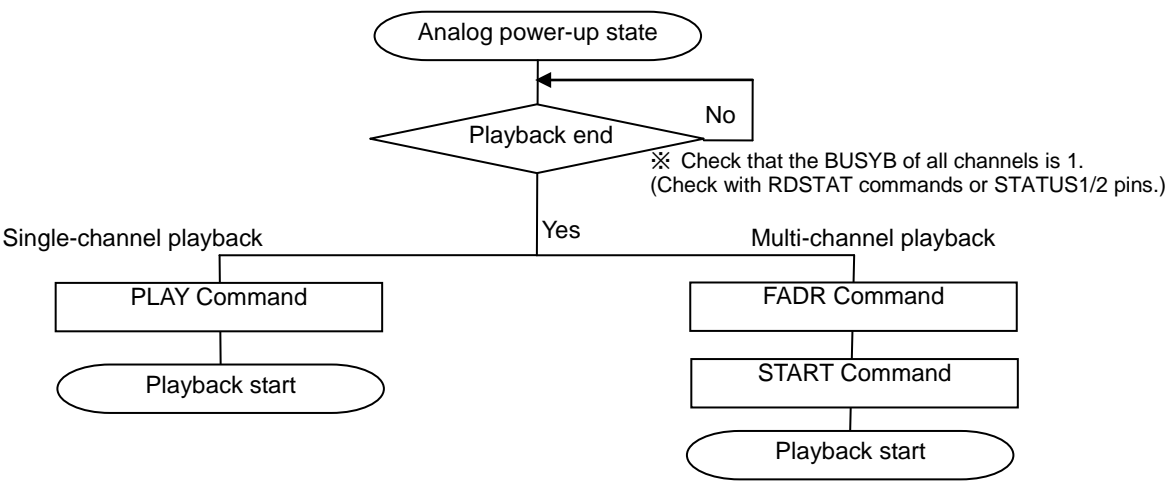 Analog power-up state
No
Playback end
※ Check that the BUSYB of all channels is 1.
(Check with RDSTAT commands or STATUS1/2 pins.)
Yes
Single-channel playback
Multi-channel playback
PLAY Command
FADR Command
Playback start
START Command
Playback start